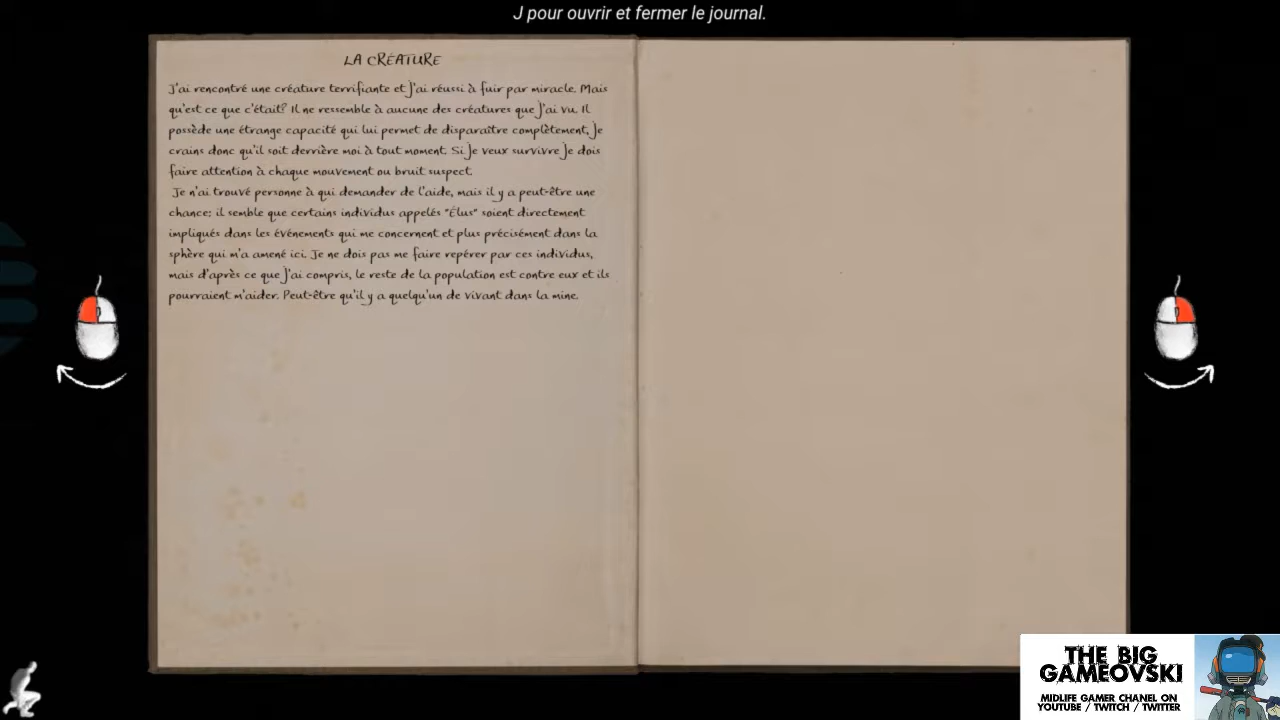 J pour ouvrir et fermer le journal.
LA CRÉATURE
J'ai rencontré une créature terrifiante et j'ai réussi à fuir par miracle. Mais
qu'est ce que c'était? Il ne ressemble à aucune des créatures que j'ai vu. Il
possède une étrange capacité qui lui permet de disparaître complètement, je
crains donc qu'il soit derrière moi à tout moment. Si je veux survivre je dois
faire attention à chaque mouvement ou bruit suspect.
Je n'ai trouvé personne à qui demander de l'aide, mais il y a peut-être une
chance; il semble que certains individus appelés "Élus" soient directement
impliqués dans les événements qui me concernent et plus précisément dans la
sphère qui m'a amené ici. Je ne dois pas me faire repérer par ces individus,
mais d'après ce que j'ai compris, le reste de la population est contre eux et ils
pourraient m'aider. Peut-être qu'il y a quelqu'un de vivant dans la mine.
THE BIG
GAMEOVSKI
MIDLIFE GAMER CHANEL ON
YOUTUBE / TWITCH / TWITTER